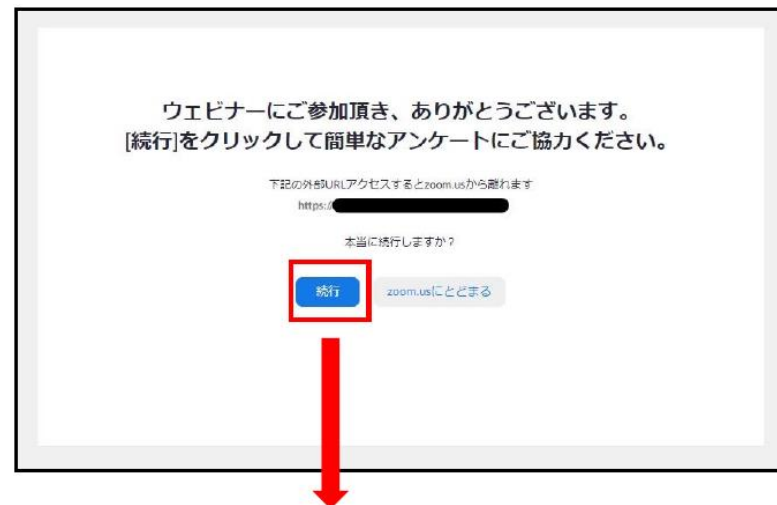 ウェビナーにご参加頂き、ありがとうございます。
[続行]をクリックして簡単なアンケートにご協力ください。
下記の外部URLアクセスするとzoom.usから離れます
https:/
本当に続行しますか？
続行
zoom.usにとどまる